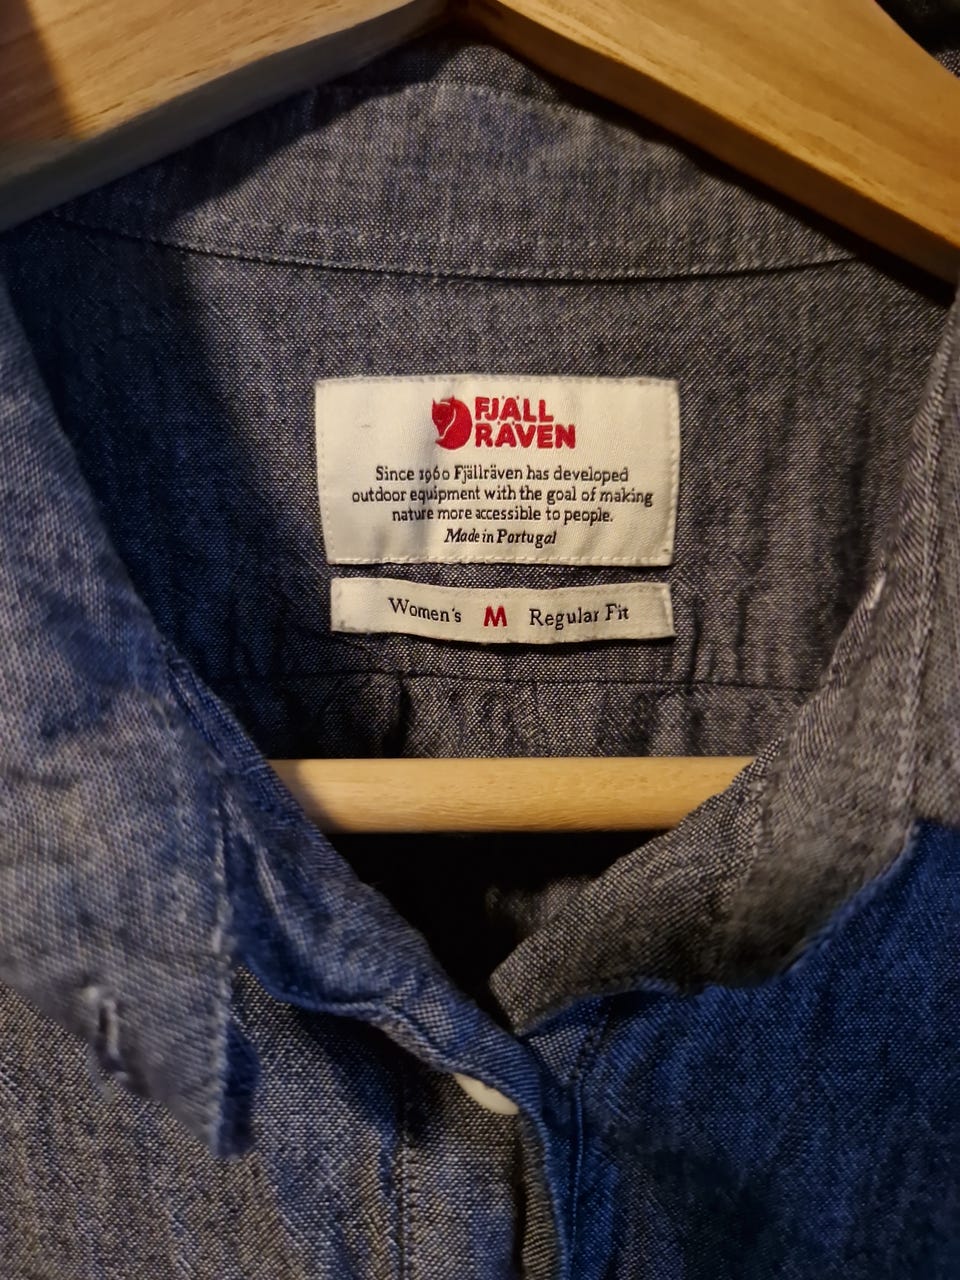 FJÄLL
RÄVEN
Since 1960 Fjällräven has developed
outdoor equipment with the goal of making
nature more accessible to people.
Made in Portugal
Women's M Regular Fit